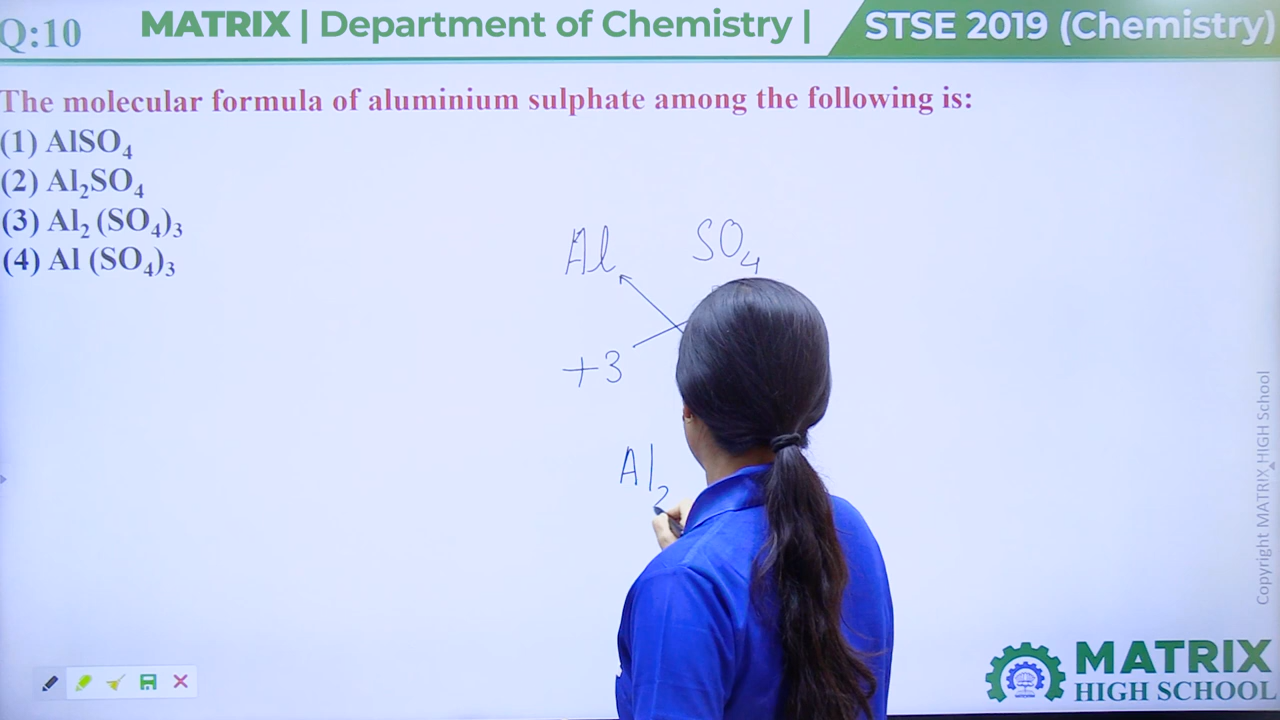 Q:10
MATRIX | Department of Chemistry |
STSE 2019 (Chemistry)
The molecular formula of aluminium sulphate among the following is:
(1) AlSO₄
(2) Al₂SO₄
(3) Al₂ (SO₄)₃
(4) Al (SO₄)₃
Al SO₄
+3
Al₂
Copyright MATRIX HIGH School
MATRIX
HIGH SCHOOL